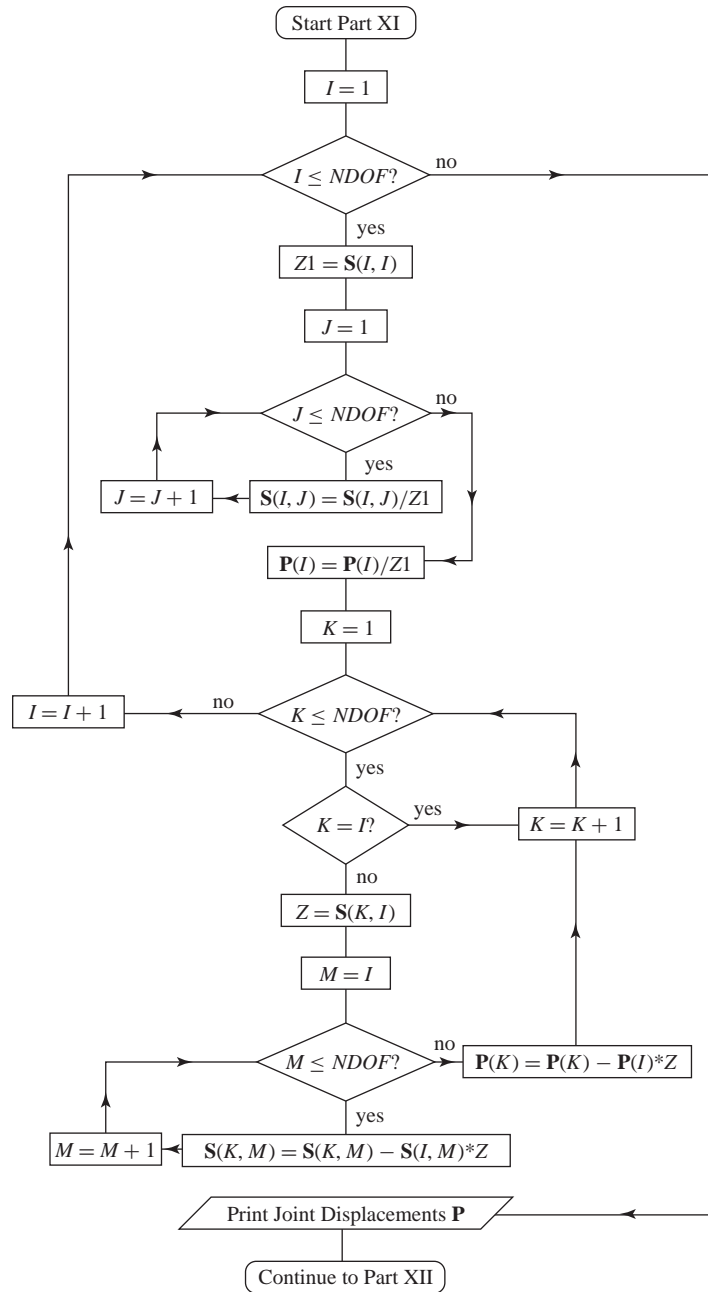 Start Part XI
I = 1
I ≤ NDOF?
no
yes
Z1 = S(I, I)
J = 1
J ≤ NDOF?
no
yes
J = J + 1
S(I, J) = S(I, J)/Z1
P(I) = P(I)/Z1
K = 1
I = I + 1
no
K ≤ NDOF?
yes
K = I?
yes
K = K + 1
no
Z = S(K, I)
M = I
M ≤ NDOF?
no
P(K) = P(K) − P(I)*Z
yes
M = M + 1
S(K, M) = S(K, M) − S(I, M)*Z
Print Joint Displacements P
Continue to Part XII